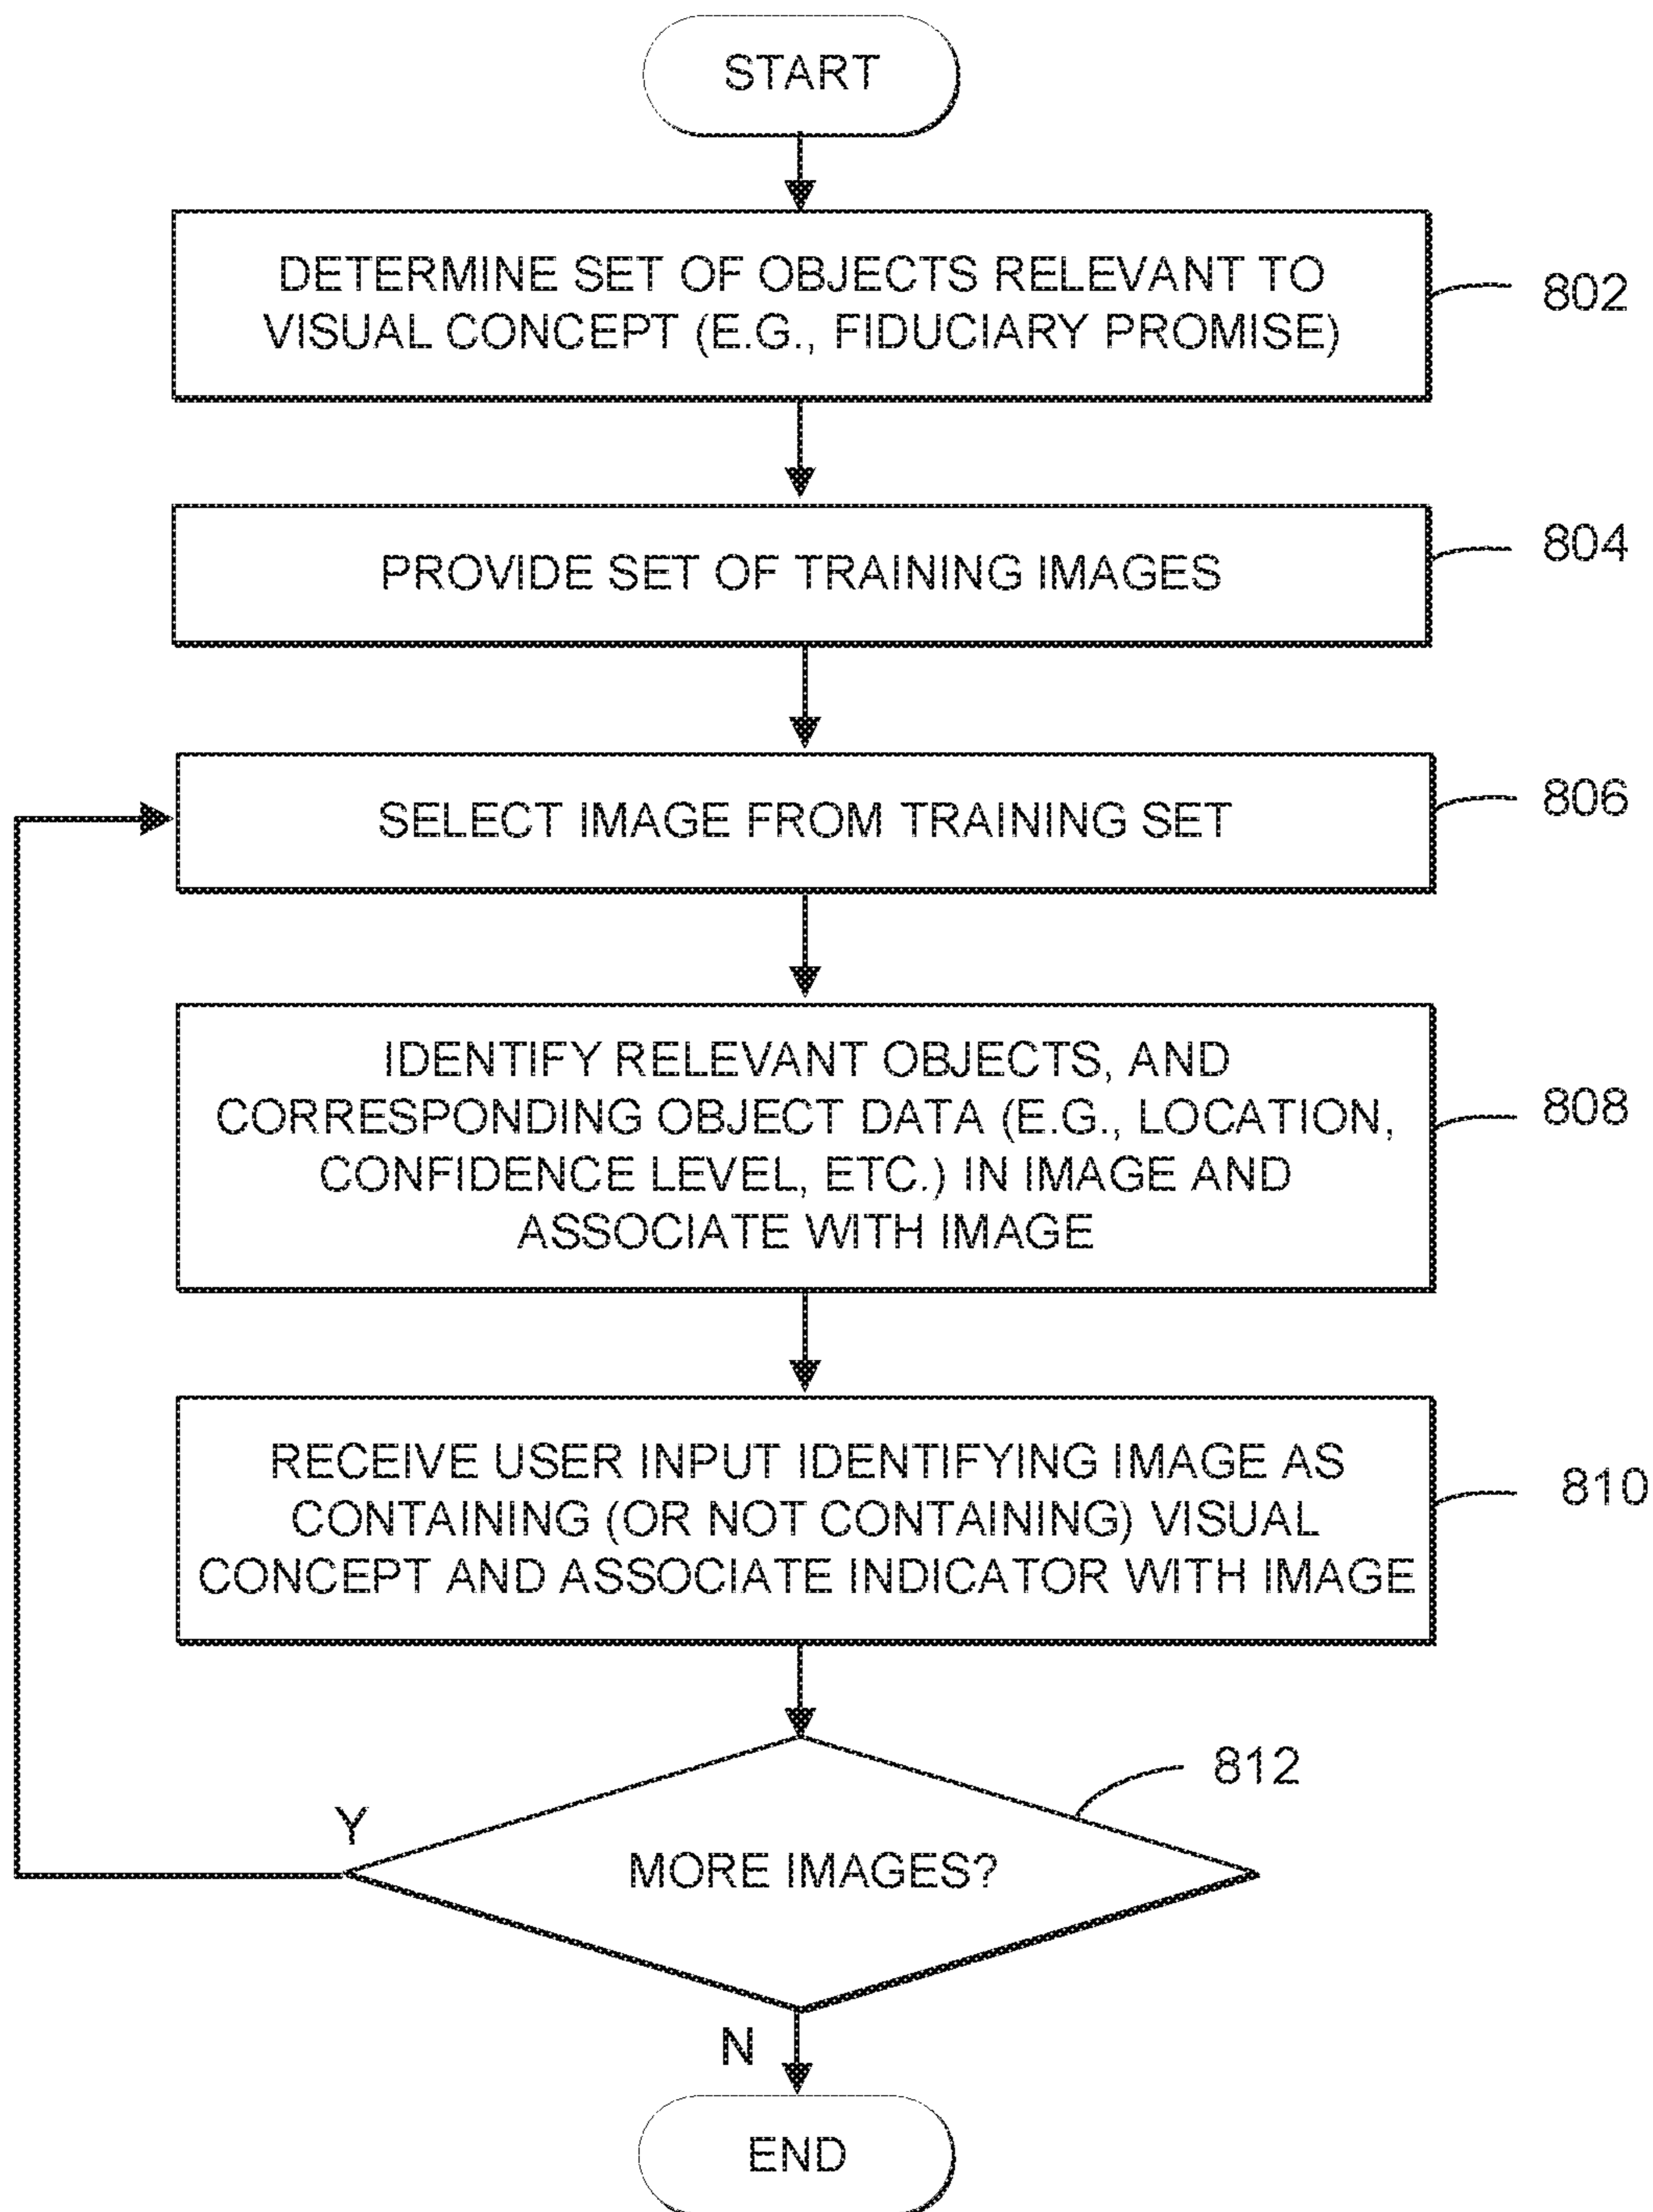 START
DETERMINE SET OF OBJECTS RELEVANT TO
VISUAL CONCEPT (E.G., FIDUCIARY PROMISE)
802
PROVIDE SET OF TRAINING IMAGES
804
SELECT IMAGE FROM TRAINING SET
806
IDENTIFY RELEVANT OBJECTS, AND
CORRESPONDING OBJECT DATA (E.G., LOCATION,
CONFIDENCE LEVEL, ETC.) IN IMAGE AND
ASSOCIATE WITH IMAGE
808
RECEIVE USER INPUT IDENTIFYING IMAGE AS
CONTAINING (OR NOT CONTAINING) VISUAL
CONCEPT AND ASSOCIATE INDICATOR WITH IMAGE
810
812
Y
MORE IMAGES?
N
END